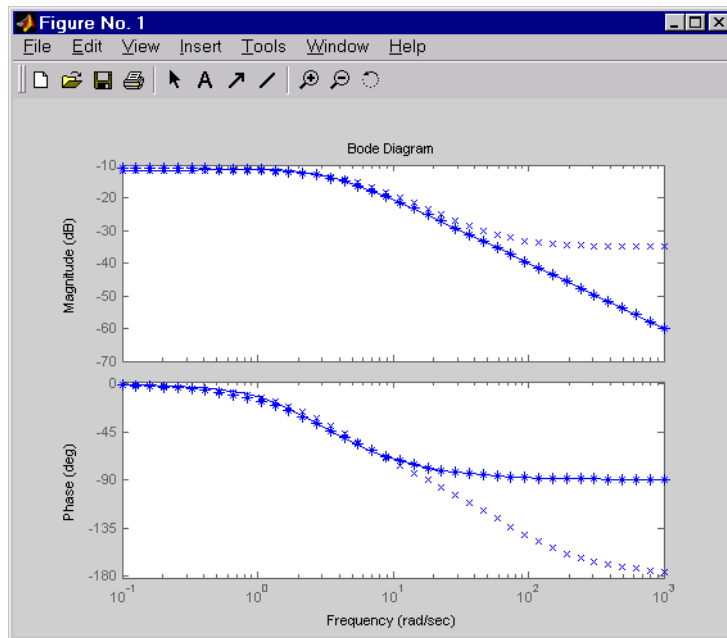 Figure No. 1
File Edit View Insert Tools Window Help
A
Bode Diagram
Magnitude (dB)
-10
-20
-30
-40
-50
-60
-70
Phase (deg)
0
-45
-90
-135
-180
10^-1 10^0 10^1 10^2 10^3
Frequency (rad/sec)